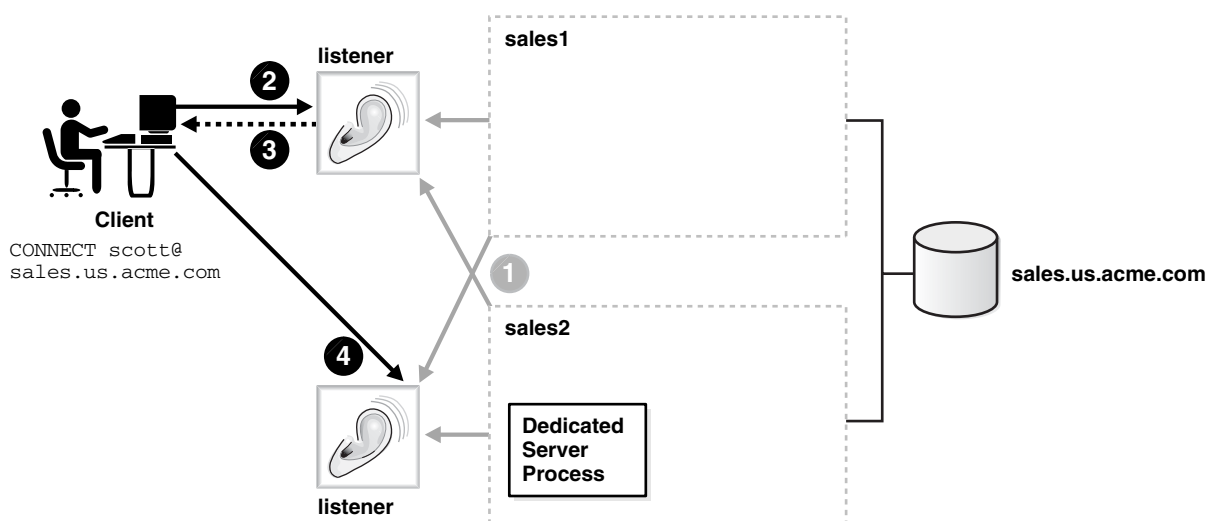 sales1
listener
2
3
Client
CONNECT scott@
sales.us.acme.com
1
sales.us.acme.com
sales2
4
Dedicated
Server
Process
listener